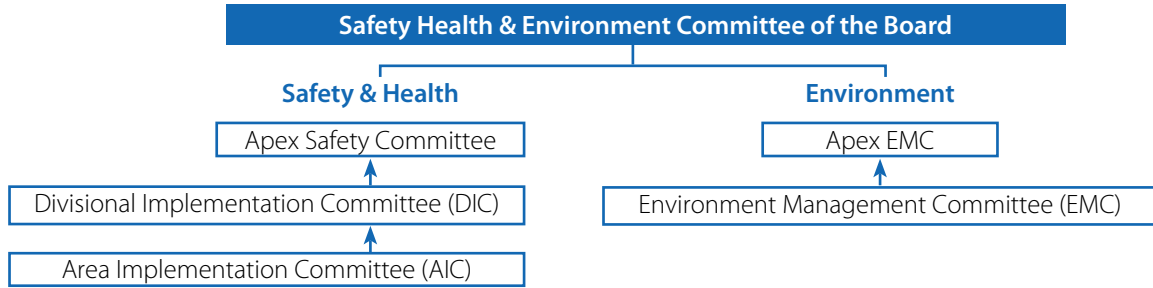 Safety Health & Environment Committee of the Board
Safety & Health
Environment
Apex Safety Committee
Apex EMC
Divisional Implementation Committee (DIC)
Environment Management Committee (EMC)
Area Implementation Committee (AIC)